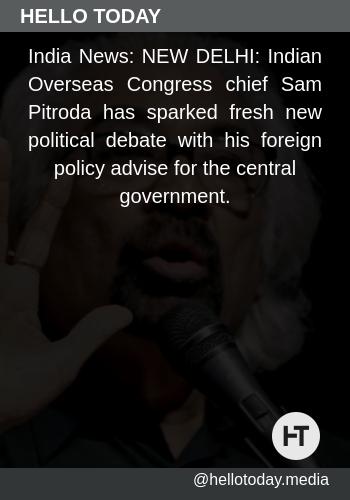 HELLO TODAY
India News: NEW DELHI: Indian
Overseas Congress chief Sam
Pitroda has sparked fresh new
political debate with his foreign
policy advise for the central
government.
HT
@hellotoday.media